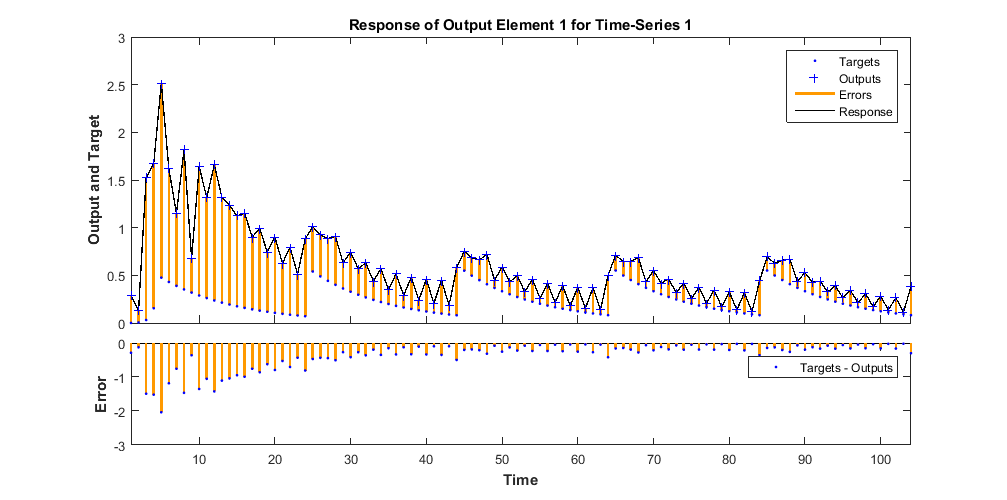 Response of Output Element 1 for Time-Series 1
Output and Target
3
2.5
2
1.5
1
0.5
0
Targets
Outputs
Errors
Response
Error
0
-1
-2
-3
Targets - Outputs
10 20 30 40 50 60 70 80 90 100
Time